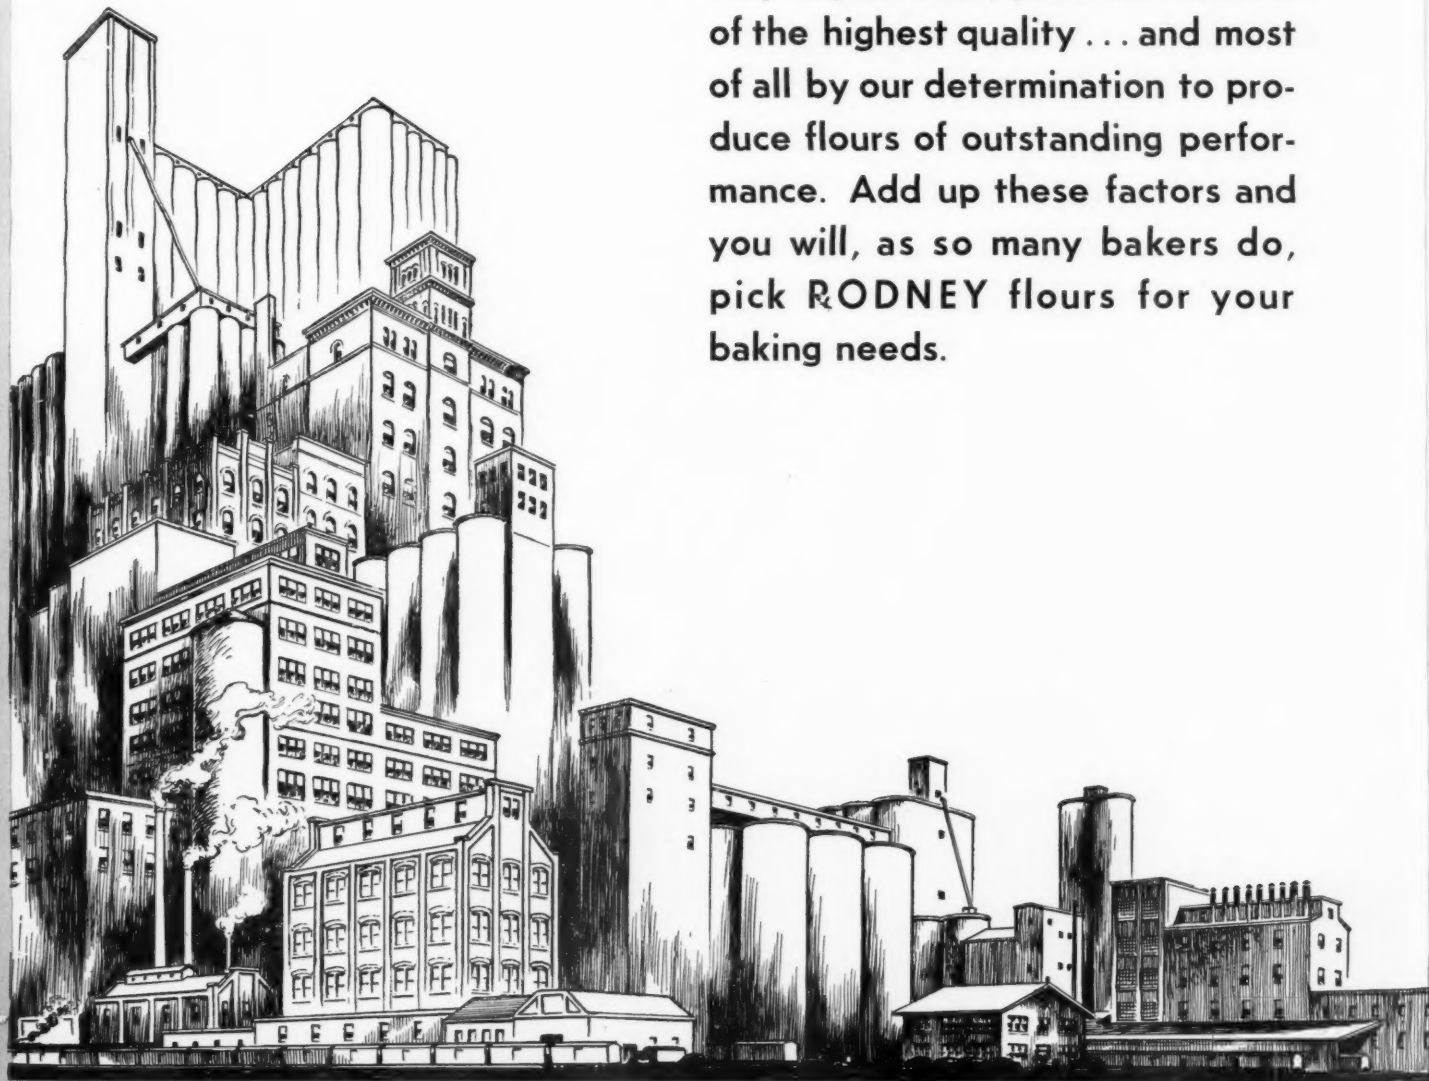 of the highest quality . . . and most
of all by our determination to pro-
duce flours of outstanding perfor-
mance. Add up these factors and
you will, as so many bakers do,
pick RODNEY flours for your
baking needs.